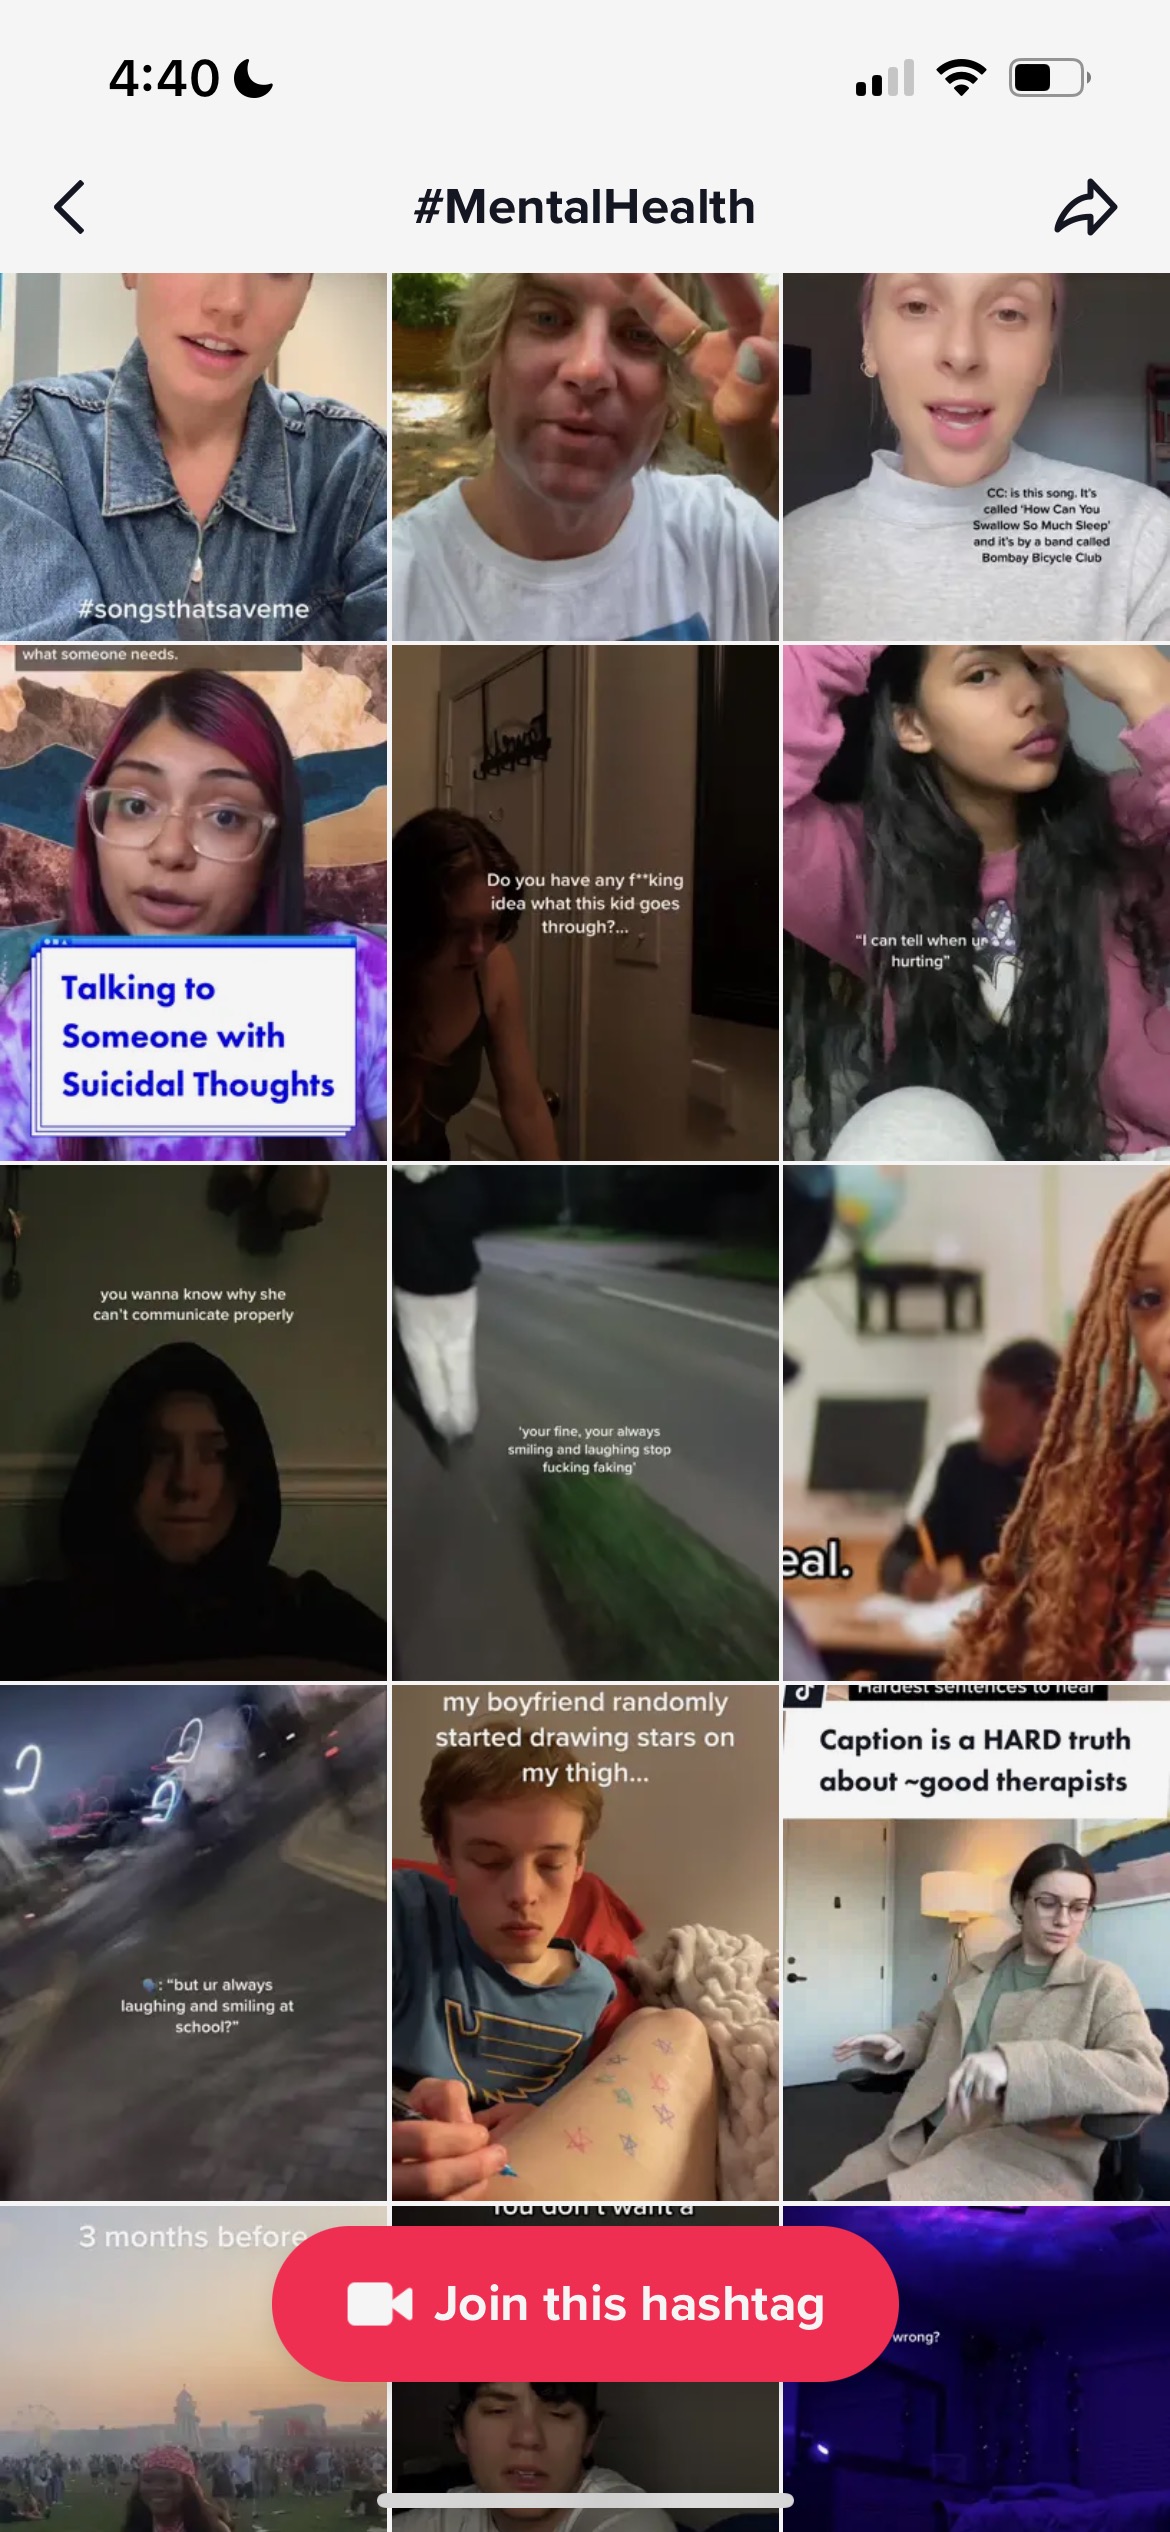 4:40
#MentalHealth
#songsthatsaveme
CC: is this song. It's
called 'How Can You
Swallow So Much Sleep'
and it's by a band called
Bombay Bicycle Club
what someone needs.
Talking to
Someone with
Suicidal Thoughts
Do you have any f**king
idea what this kid goes
through?...
"I can tell when ur
hurting"
you wanna know why she
can't communicate properly
'your fine, your always
smiling and laughing stop
fucking faking'
eal.
: "but ur always
laughing and smiling at
school?"
my boyfriend randomly
started drawing stars on
my thigh...
Hardest sentences to hear
Caption is a HARD truth
about ~good therapists
3 months before
You don't want a
wrong?
Join this hashtag